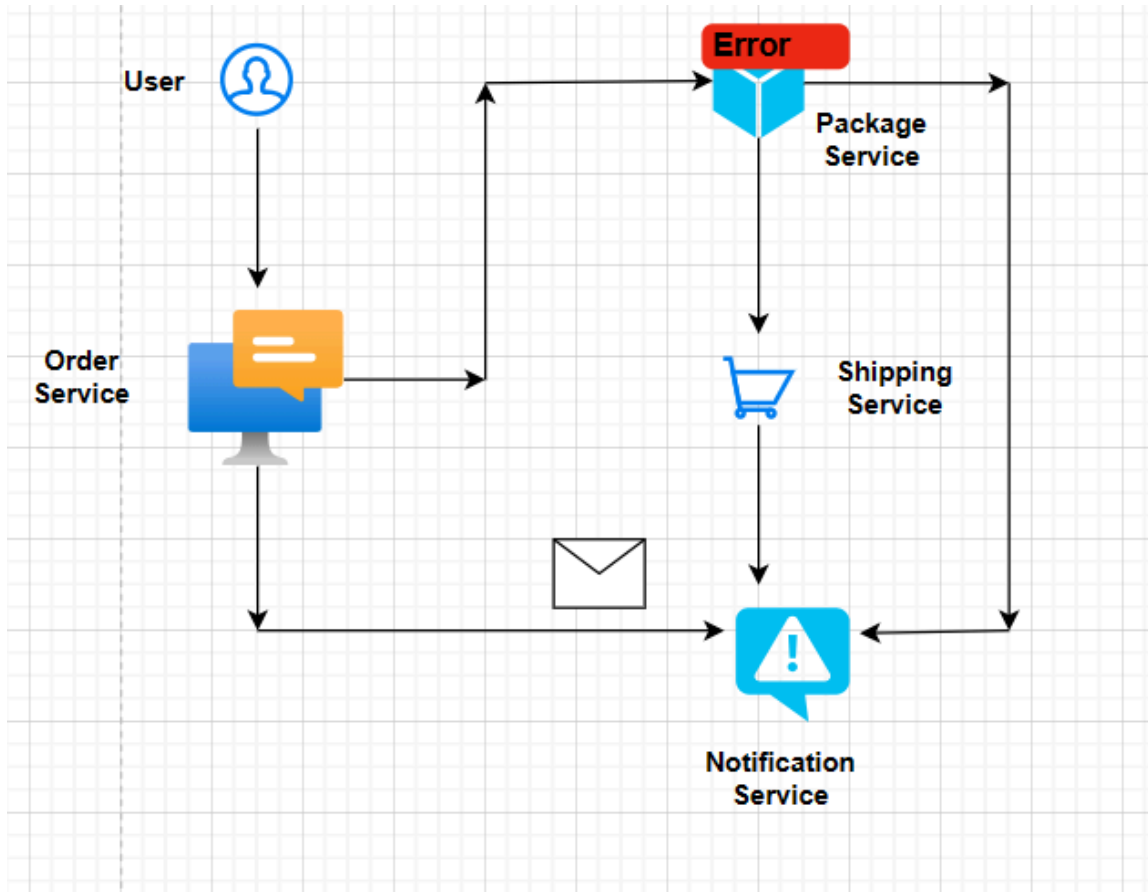 User
Error
Package
Service
Order
Service
Shipping
Service
Notification
Service